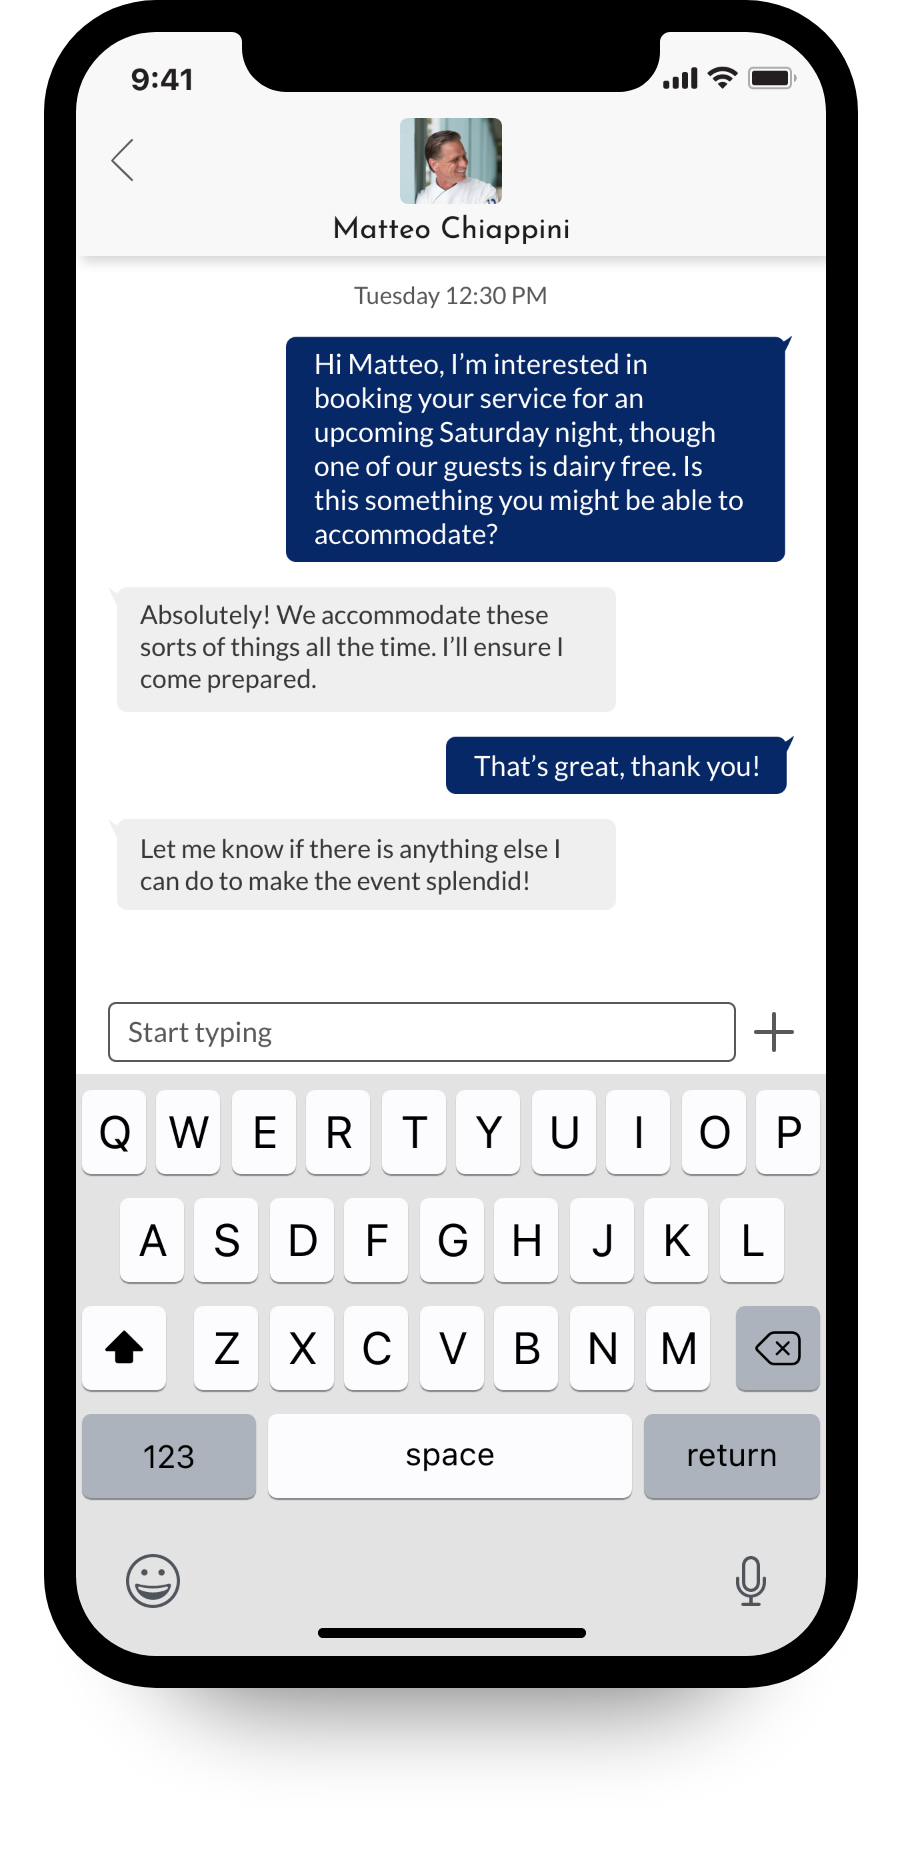 9:41
Matteo Chiappini
Tuesday 12:30 PM
Hi Matteo, I’m interested in
booking your service for an
upcoming Saturday night, though
one of our guests is dairy free. Is
this something you might be able to
accommodate?
Absolutely! We accommodate these
sorts of things all the time. I’ll ensure I
come prepared.
That’s great, thank you!
Let me know if there is anything else I
can do to make the event splendid!
Start typing
Q W E R T Y U I O P
A S D F G H J K L
Z X C V B N M
123 space return